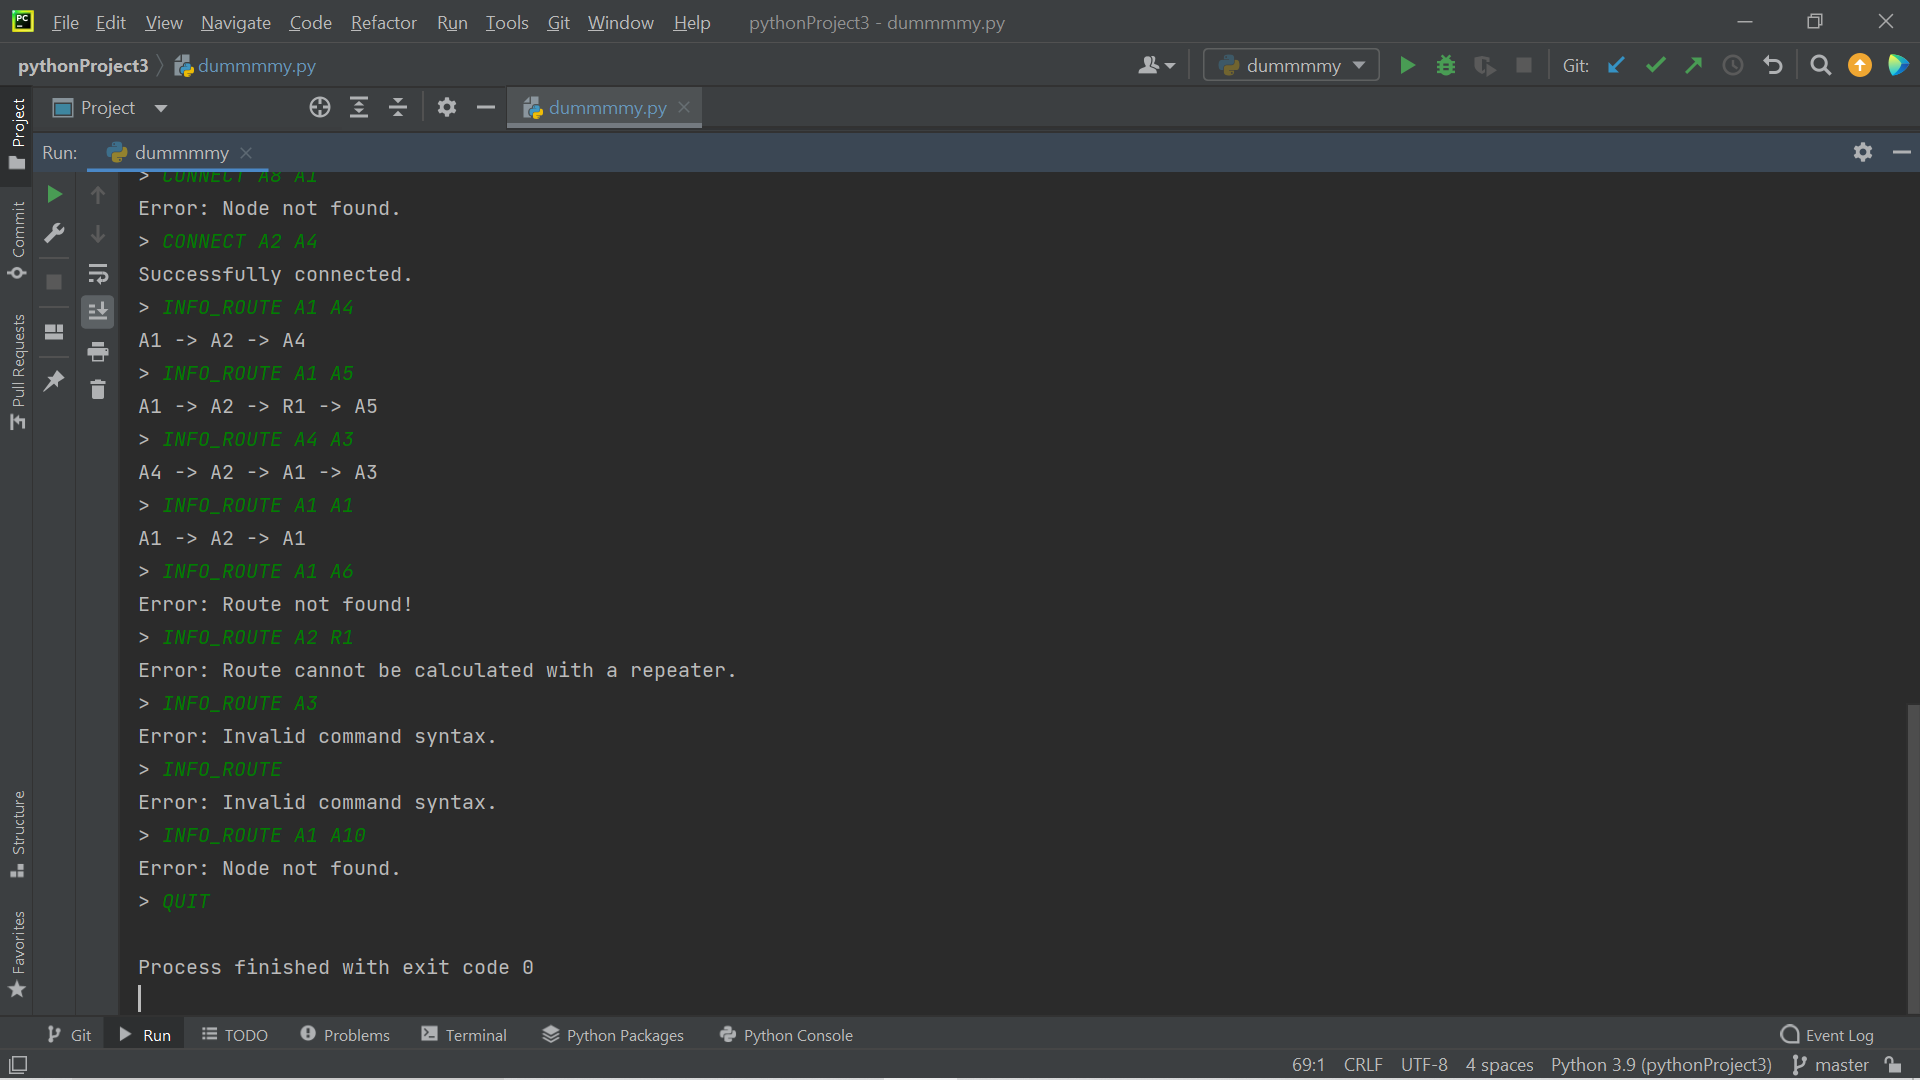 PC
File Edit View Navigate Code Refactor Run Tools Git Window Help pythonProject3 - dummmmy.py
pythonProject3 dummmmy.py dummmmy Git:
Project dummmmy.py
Run: dummmmy
Project
Commit
Pull Requests
Structure
Favorites
> CONNECT A8 A1
Error: Node not found.
> CONNECT A2 A4
Successfully connected.
> INFO_ROUTE A1 A4
A1 -> A2 -> A4
> INFO_ROUTE A1 A5
A1 -> A2 -> R1 -> A5
> INFO_ROUTE A4 A3
A4 -> A2 -> A1 -> A3
> INFO_ROUTE A1 A1
A1 -> A2 -> A1
> INFO_ROUTE A1 A6
Error: Route not found!
> INFO_ROUTE A2 R1
Error: Route cannot be calculated with a repeater.
> INFO_ROUTE A3
Error: Invalid command syntax.
> INFO_ROUTE
Error: Invalid command syntax.
> INFO_ROUTE A1 A10
Error: Node not found.
> QUIT
Process finished with exit code 0
Git Run TODO Problems Terminal Python Packages Python Console Event Log
69:1 CRLF UTF-8 4 spaces Python 3.9 (pythonProject3) master